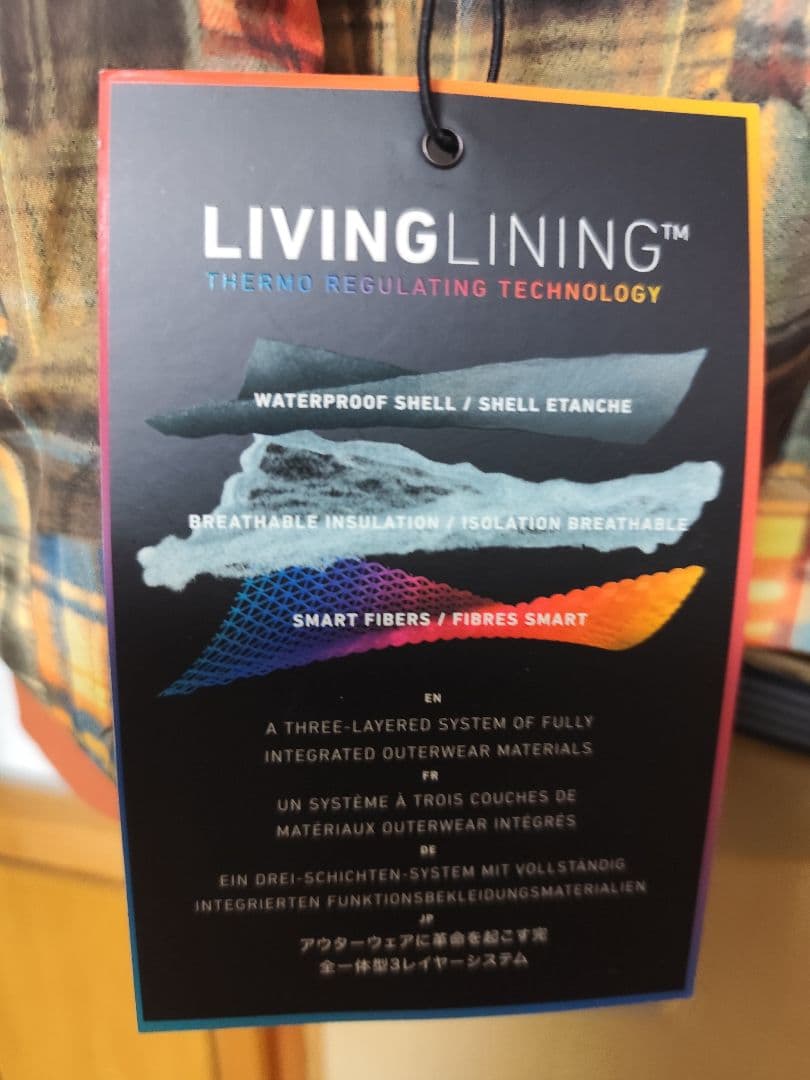 LIVINGLINING™
THERMO REGULATING TECHNOLOGY
WATERPROOF SHELL / SHELL ETANCHE
BREATHABLE INSULATION / ISOLATION BREATHABLE
SMART FIBERS / FIBRES SMART
EN
A THREE-LAYERED SYSTEM OF FULLY
INTEGRATED OUTERWEAR MATERIALS
FR
UN SYSTÈME À TROIS COUCHES DE
MATÉRIAUX OUTERWEAR INTÉGRÉS
DE
EIN DREI-SCHICHTEN-SYSTEM MIT VOLLSTÄNDIG
INTEGRIERTEN FUNKTIONSBEKLEIDUNGSMATERIALIEN
JP
アウターウェアに革命を起こす完
全一体型3レイヤーシステム